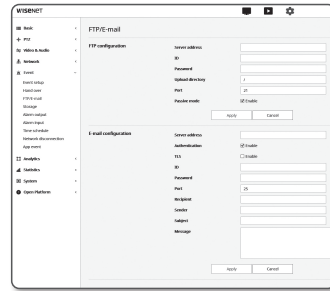 WISENET
Basic
PTZ
Video & Audio
Network
Event
Event setup
Hand over
FTP/E-mail
Storage
Alarm output
Alarm input
Time schedule
Network disconnection
App event
Analytics
Statistics
System
Open Platform
FTP/E-mail
FTP configuration
Server address
ID
Password
Upload directory /
Port 21
Passive mode Enable
Apply Cancel
E-mail configuration
Server address
Authentication Enable
TLS Enable
ID
Password
Port 25
Recipient
Sender
Subject
Message
Apply Cancel